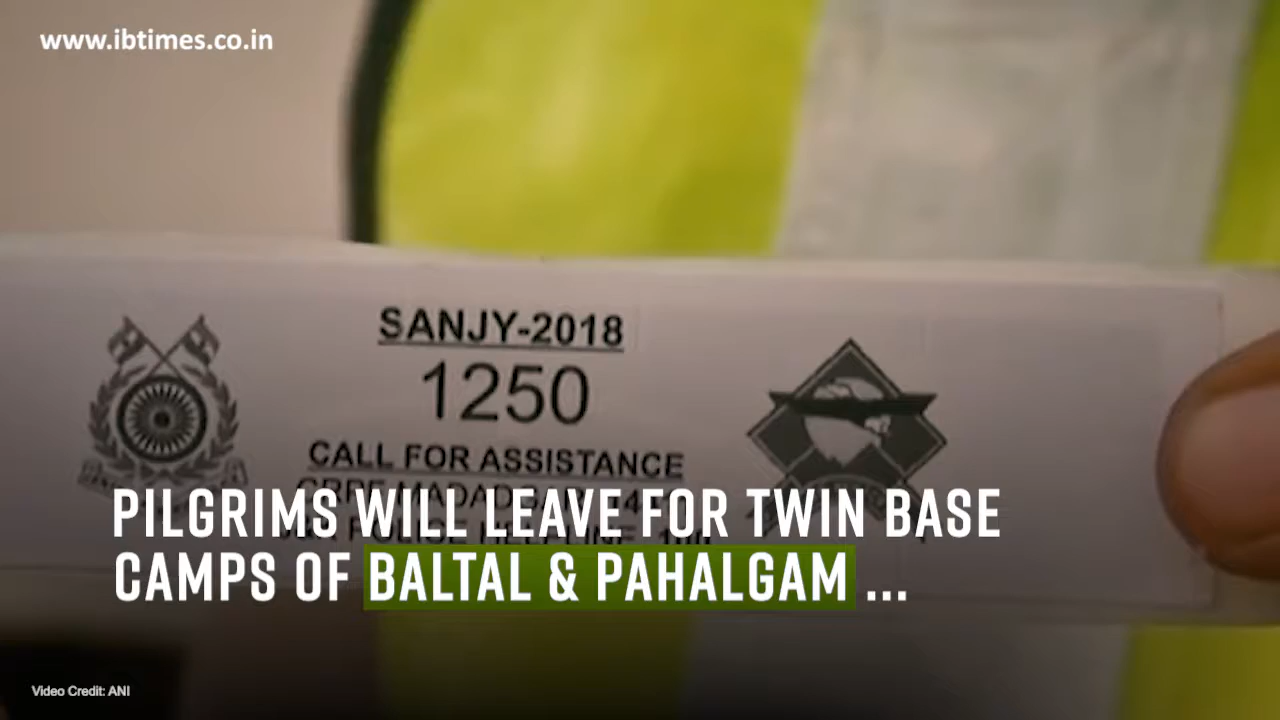 www.ibtimes.co.in
SANJY-2018
1250
CALL FOR ASSISTANCE
PILGRIMS WILL LEAVE FOR TWIN BASE
CAMPS OF BALTAL & PAHALGAM ...
Video Credit: ANI